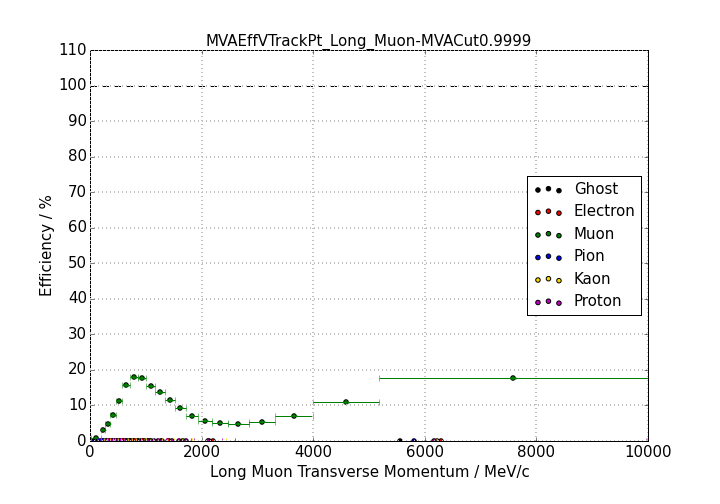 MVAEffVTrackPt_Long_Muon-MVACut0.9999
110
100
90
80
70
60
50
40
30
20
10
0
Efficiency / %
Ghost
Electron
Muon
Pion
Kaon
Proton
0 2000 4000 6000 8000 10000
Long Muon Transverse Momentum / MeV/c